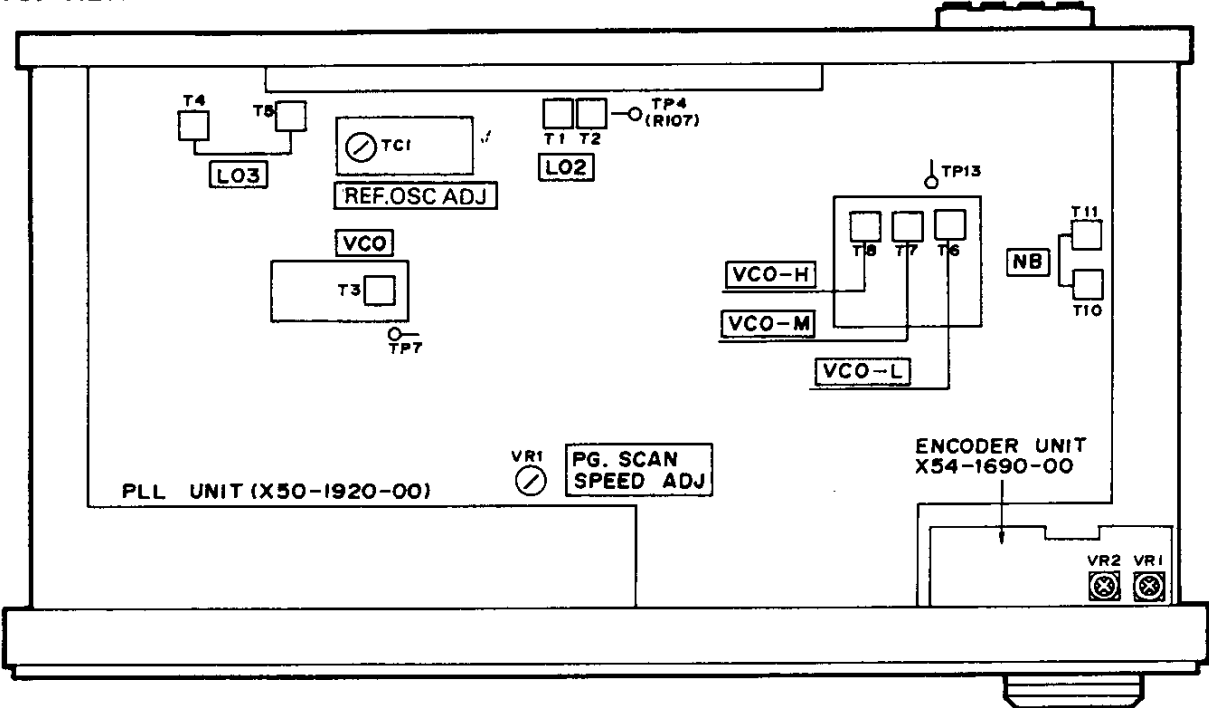 T4
T5
TC1
T1 T2
TP4
(R107)
LO3
LO2
REF.OSC ADJ
TP13
VCO
T8 T7 T6
T11
NB
T10
VCO-H
T3
VCO-M
TP7
VCO-L
VR1
PG. SCAN
SPEED ADJ
ENCODER UNIT
X54-1690-00
PLL UNIT (X50-1920-00)
VR2 VR1